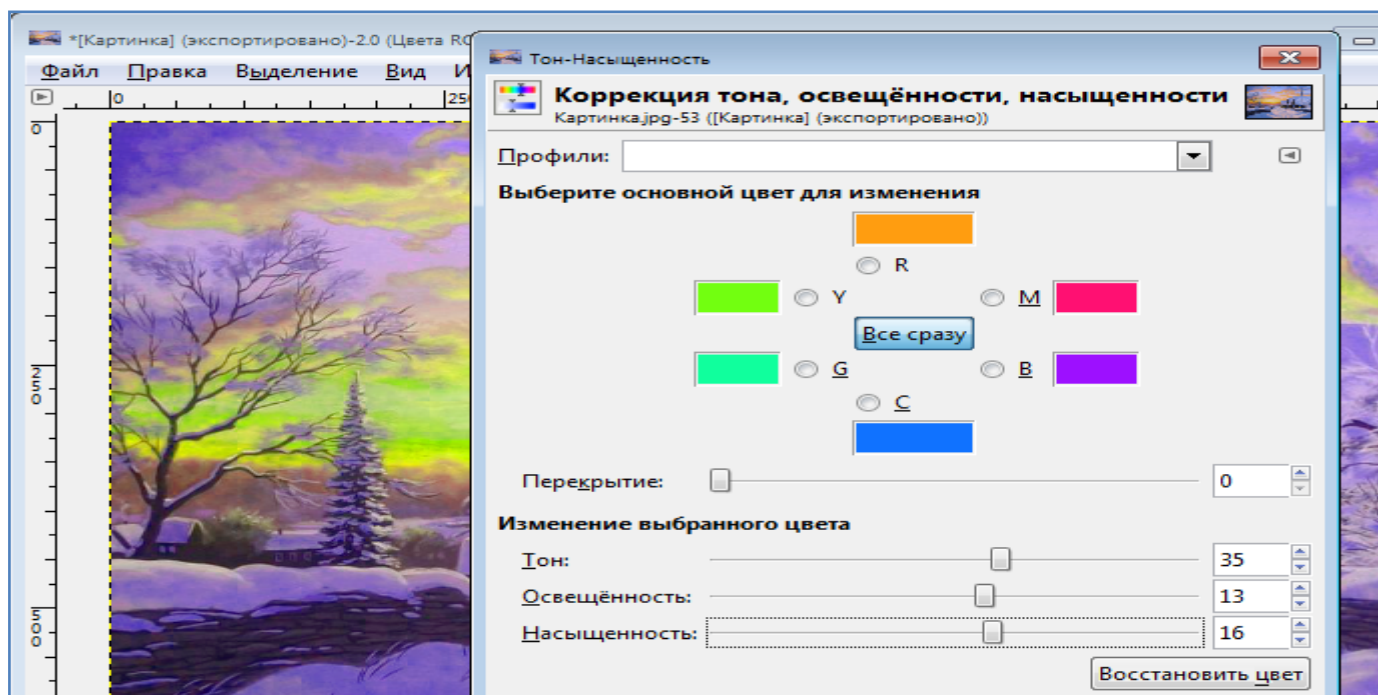 *[Картинка] (экспортировано)-2.0 (Цвета RG
Файл Правка Выделение Вид И
0 250
0
250
500
Тон-Насыщенность
Коррекция тона, освещённости, насыщенности
Картинка.jpg-53 ([Картинка] (экспортировано))
Профили:
Выберите основной цвет для изменения
R
Y M
Все сразу
G B
C
Перекрытие: 0
Изменение выбранного цвета
Тон: 35
Освещённость: 13
Насыщенность: 16
Восстановить цвет